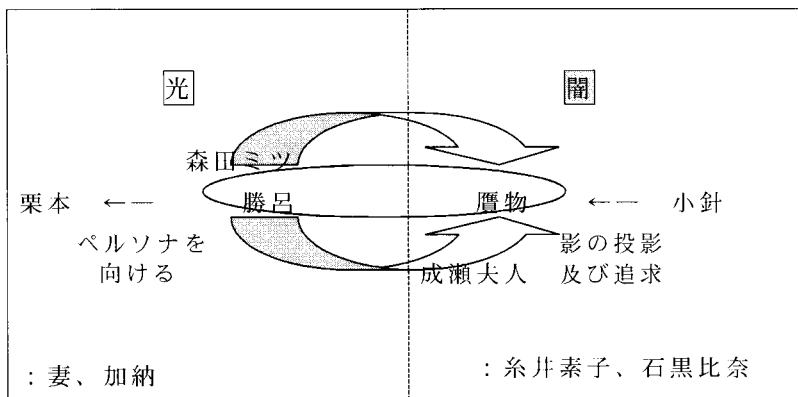 光
闇
森田ミツ
栗本 ←― 勝呂 贋物 ←― 小針
ペルソナを
向ける
影の投影
成瀬夫人 及び追求
：妻、加納
：糸井素子、石黒比奈